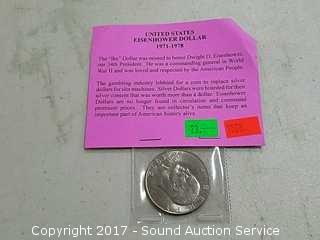 UNITED STATES
EISENHOWER DOLLAR
1971-1978
The "Ike" Dollar was minted to honor Dwight D. Eisenhower,
our 34th President. He was a commanding general in World
War II and was loved and respected by the American People.
The gambling industry lobbied for a coin to replace silver
dollars for slot machines. Silver Dollars were hoarded for their
silver content that was worth more than a dollar. Eisenhower
Dollars are no longer found in circulation and command
premium prices. They are collector's items that keep an
important part of American history alive.
Copyright 2017 - Sound Auction Service